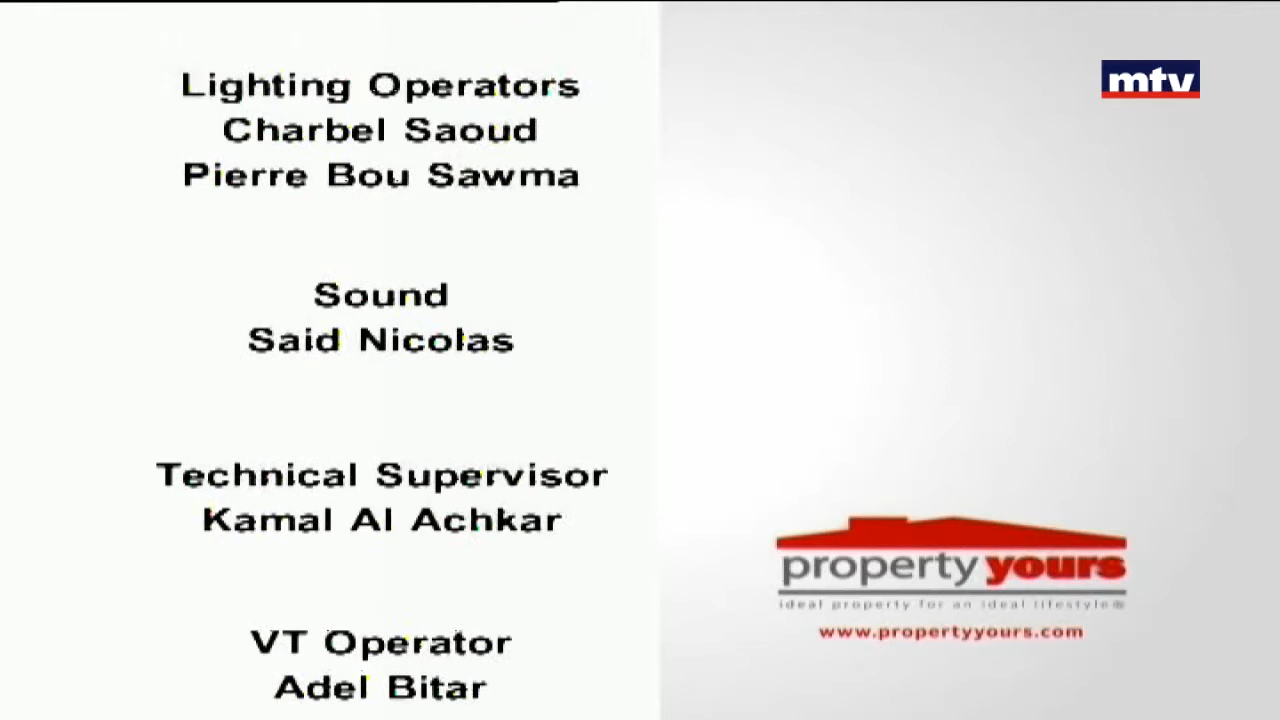 Lighting Operators
Charbel Saoud
Pierre Bou Sawma
Sound
Said Nicolas
Technical Supervisor
Kamal Al Achkar
VT Operator
Adel Bitar
mtv
property yours
ideal property for an ideal lifestyle®
www.propertyyours.com